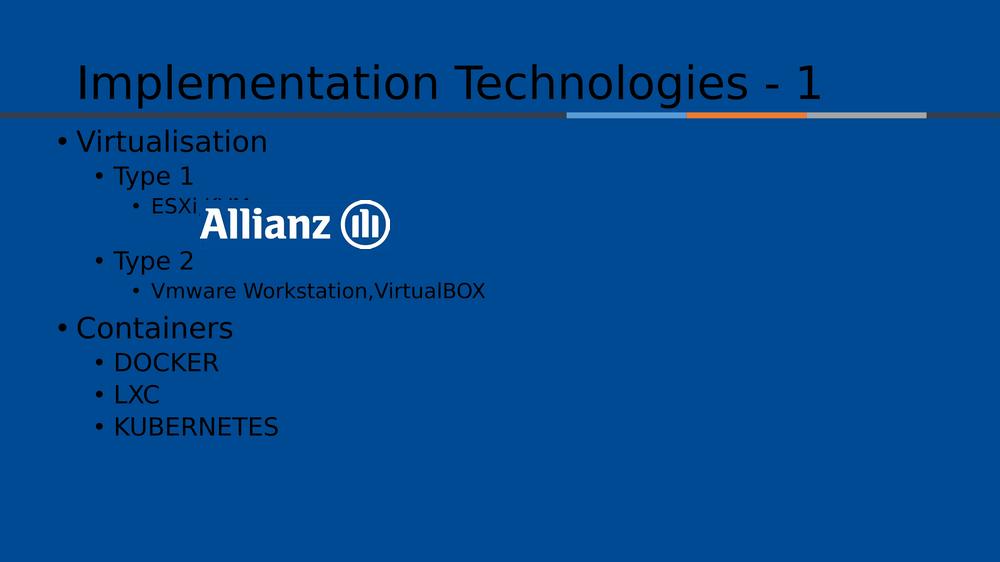 Implementation Technologies - 1
• Virtualisation
• Type 1
• ESXi
Allianz
• Type 2
• Vmware Workstation,VirtualBOX
• Containers
• DOCKER
• LXC
• KUBERNETES